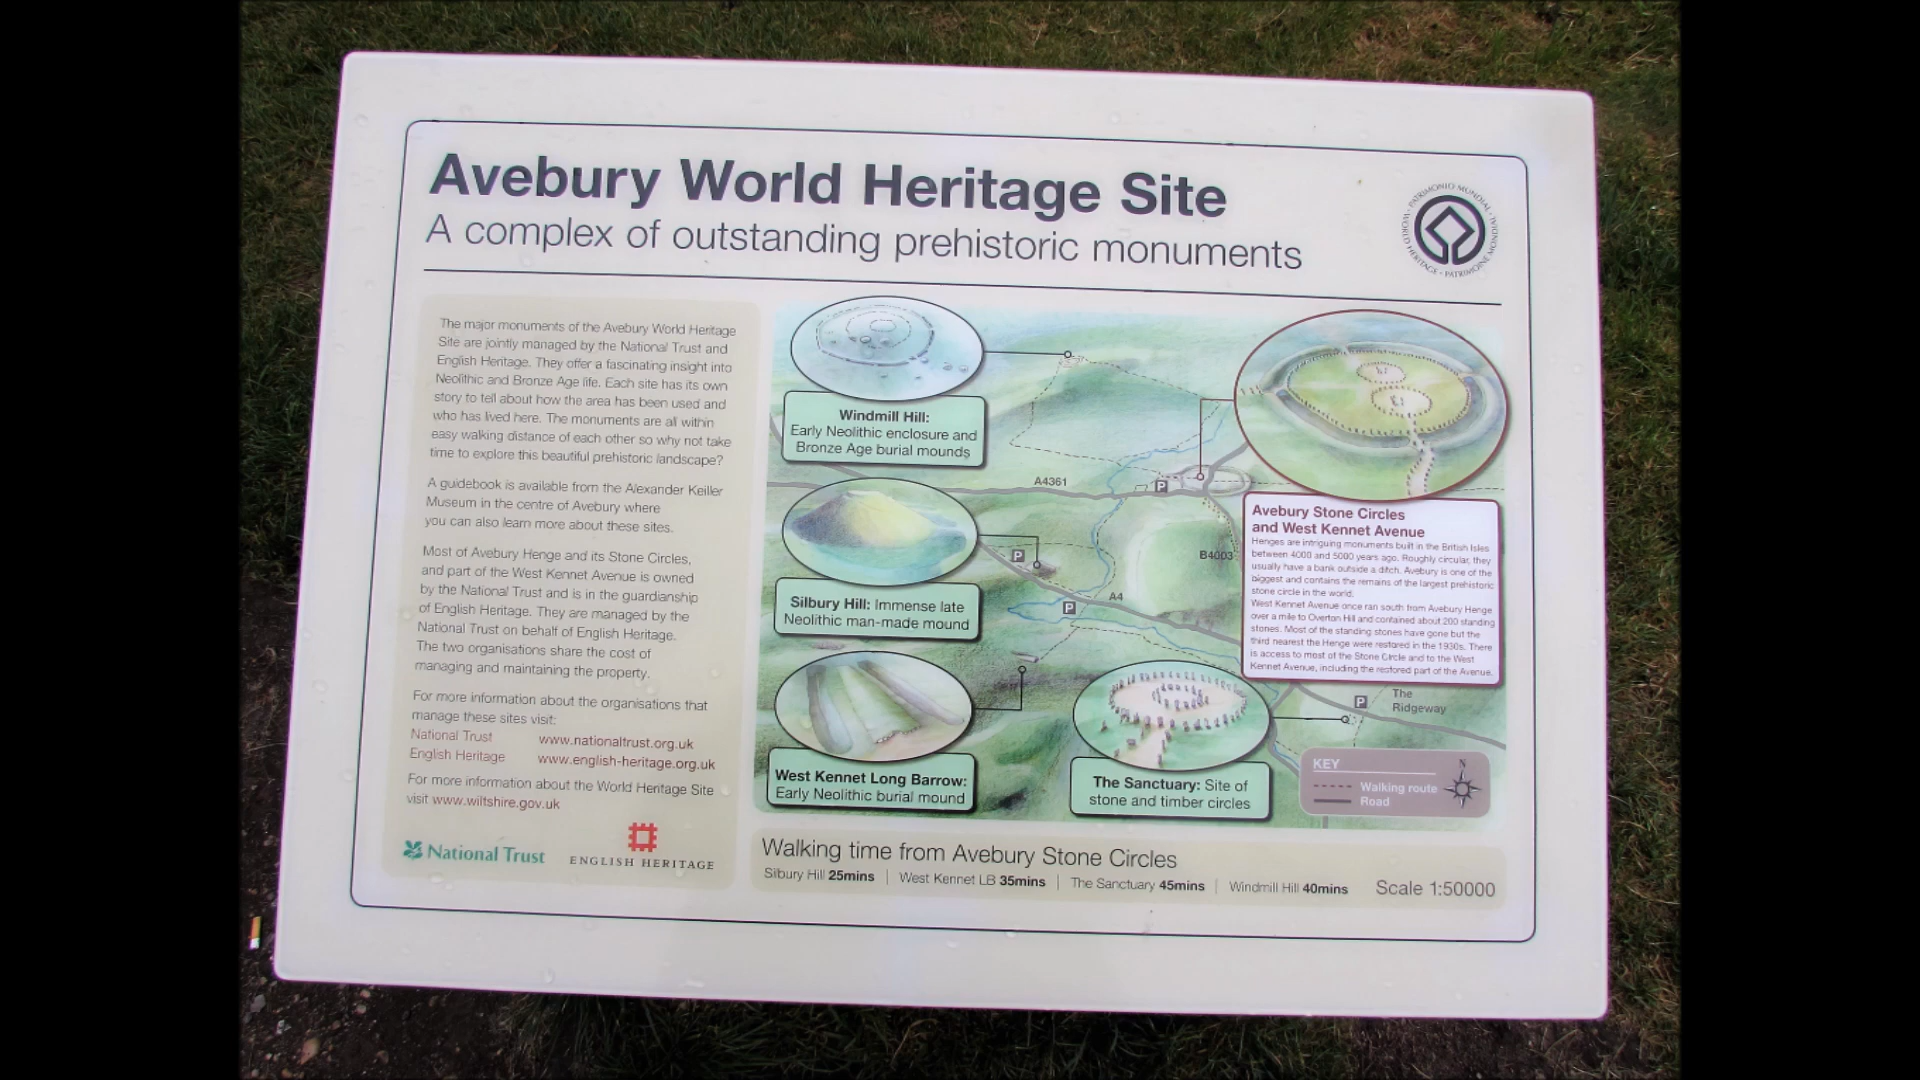 Avebury World Heritage Site
A complex of outstanding prehistoric monuments
WORLD HERITAGE · PATRIMONIO MUNDIAL · PATRIMOINE MONDIAL
The major monuments of the Avebury World Heritage
Site are jointly managed by the National Trust and
English Heritage. They offer a fascinating insight into
Neolithic and Bronze Age life. Each site has its own
story to tell about how the area has been used and
who has lived here. The monuments are all within
easy walking distance of each other so why not take
time to explore this beautiful prehistoric landscape?
A guidebook is available from the Alexander Keiller
Museum in the centre of Avebury where
you can also learn more about these sites.
Most of Avebury Henge and its Stone Circles,
and part of the West Kennet Avenue is owned
by the National Trust and is in the guardianship
of English Heritage. They are managed by the
National Trust on behalf of English Heritage.
The two organisations share the cost of
managing and maintaining the property.
For more information about the organisations that
manage these sites visit:
National Trust www.nationaltrust.org.uk
English Heritage www.english-heritage.org.uk
For more information about the World Heritage Site
visit www.wiltshire.gov.uk
National Trust
ENGLISH HERITAGE
Windmill Hill:
Early Neolithic enclosure and
Bronze Age burial mounds
A4361
P
Silbury Hill: Immense late
Neolithic man-made mound
P
P
A4
B4003
West Kennet Long Barrow:
Early Neolithic burial mound
The Sanctuary: Site of
stone and timber circles
Avebury Stone Circles
and West Kennet Avenue
Henges are intriguing monuments built in the British Isles
between 4000 and 5000 years ago. Roughly circular, they
usually have a bank outside a ditch. Avebury is one of the
biggest and contains the remains of the largest prehistoric
stone circle in the world.
West Kennet Avenue once ran south from Avebury Henge
over a mile to Overton Hill and contained about 200 standing
stones. Most of the standing stones have gone but the
third nearest the Henge were restored in the 1930s. There
is access to most of the Stone Circle and to the West
Kennet Avenue, including the restored part of the Avenue.
P
The
Ridgeway
KEY
N
Walking route
Road
Walking time from Avebury Stone Circles
Silbury Hill 25mins | West Kennet LB 35mins | The Sanctuary 45mins | Windmill Hill 40mins
Scale 1:50000